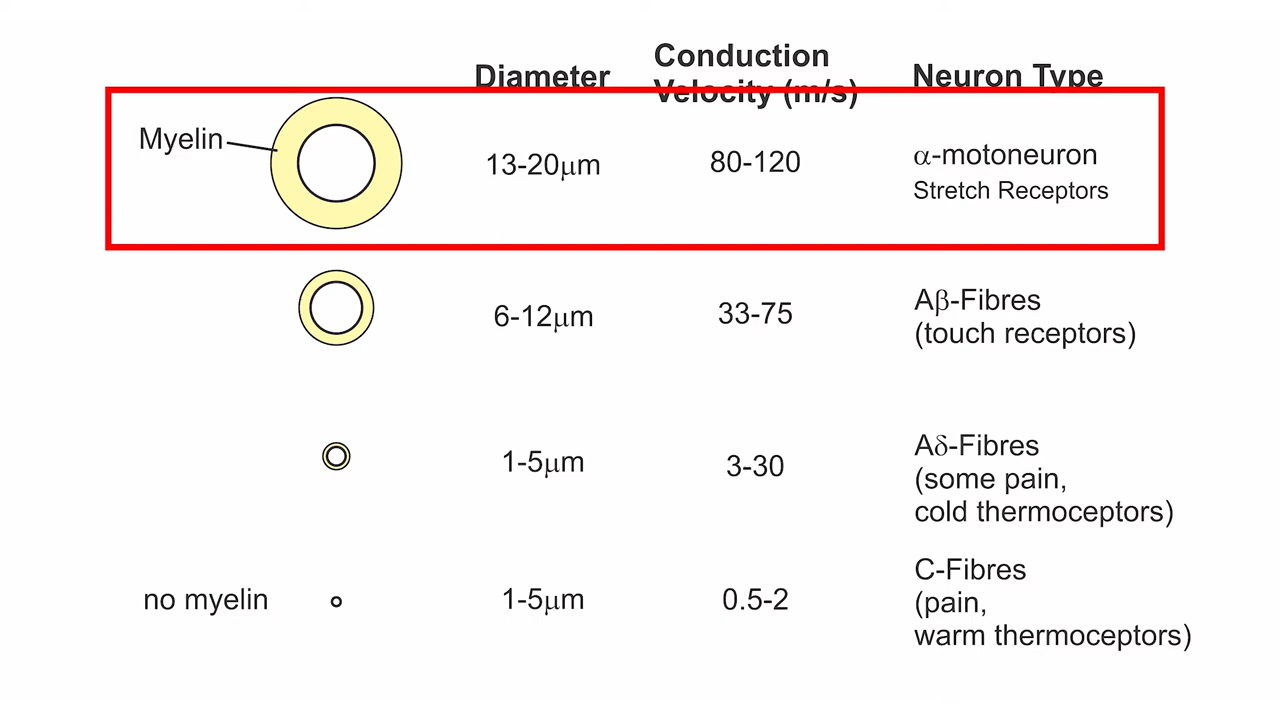 Diameter
Conduction
Velocity (m/s)
Neuron Type
Myelin
13-20μm
80-120
α-motoneuron
Stretch Receptors
6-12μm
33-75
Aβ-Fibres
(touch receptors)
1-5μm
3-30
Aδ-Fibres
(some pain,
cold thermoceptors)
no myelin
1-5μm
0.5-2
C-Fibres
(pain,
warm thermoceptors)